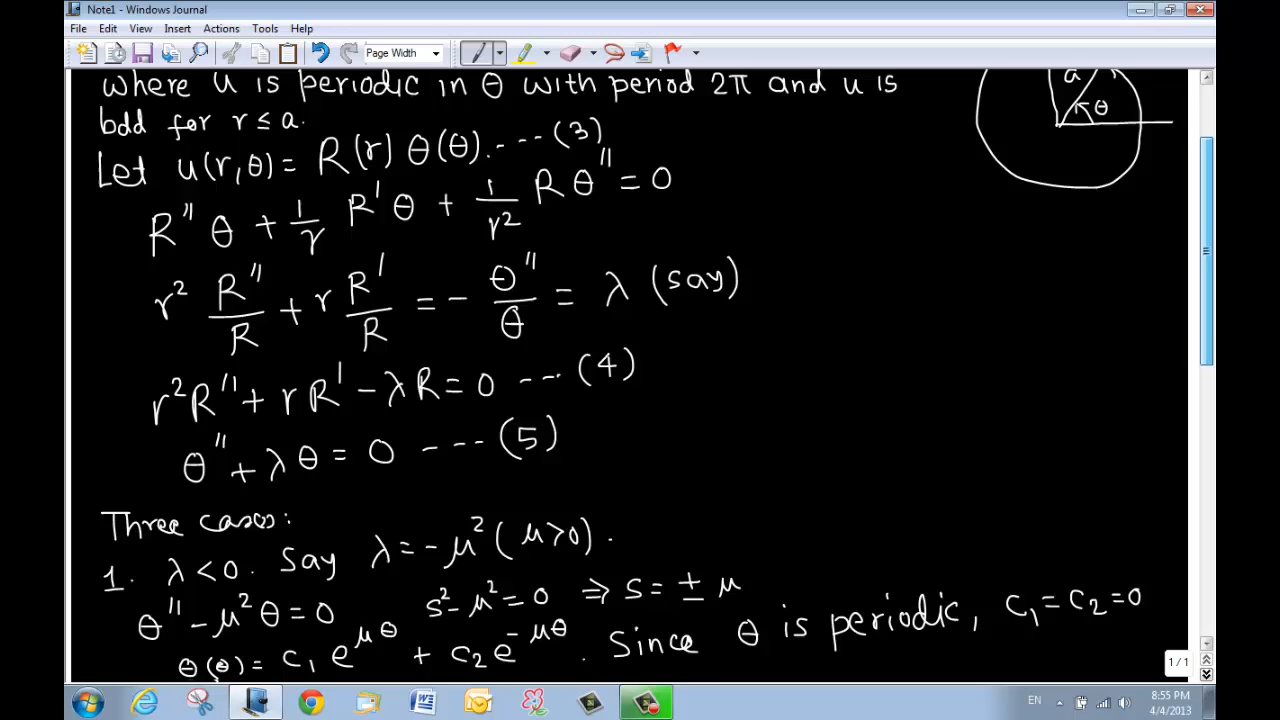 Note1 - Windows Journal
File Edit View Insert Actions Tools Help
Page Width
where u is periodic in θ with period 2π and u is
bdd for r ≤ a.
a
θ
Let u(r,θ) = R(r) Θ(θ). ---- (3)
R'' Θ + 1/r R' Θ + 1/r² R Θ'' = 0
r² R''/R + r R'/R = - Θ''/Θ = λ (say)
r² R'' + r R' - λR = 0 --- (4)
Θ'' + λΘ = 0 ---- (5)
Three cases:
1. λ < 0. Say λ = -μ² (μ>0).
Θ'' - μ² Θ = 0 s² - μ² = 0 ⇒ s = ± μ
Θ(θ) = c₁ e^{μθ} + c₂ e^{-μθ}. Since Θ is periodic, c₁ = c₂ = 0
1/1
EN
8:55 PM
4/4/2013